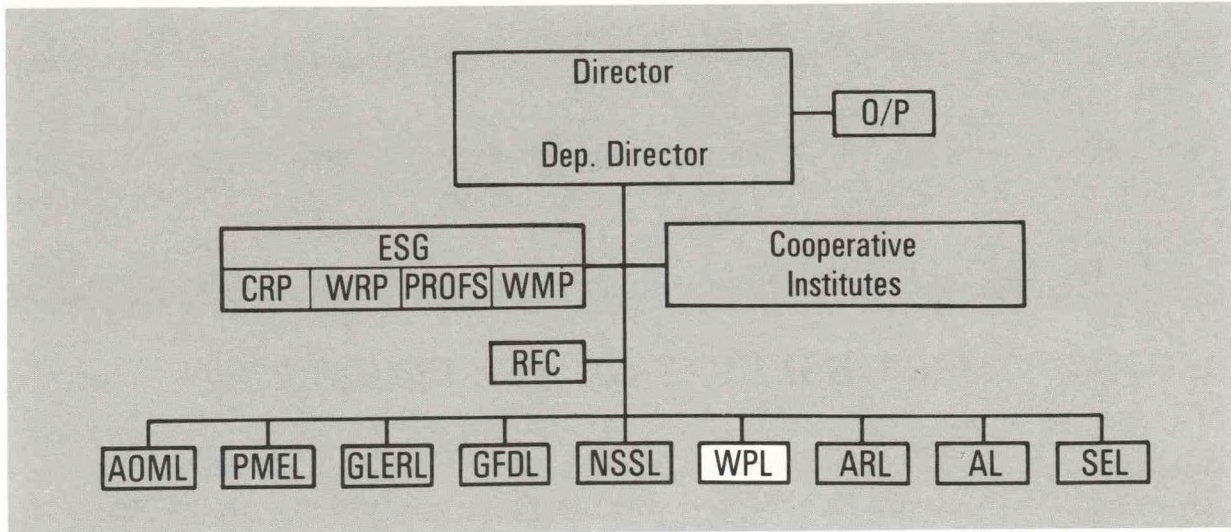 Director
Dep. Director
O/P
ESG
CRP WRP PROFS WMP
Cooperative
Institutes
RFC
AOML PMEL GLERL GFDL NSSL WPL ARL AL SEL